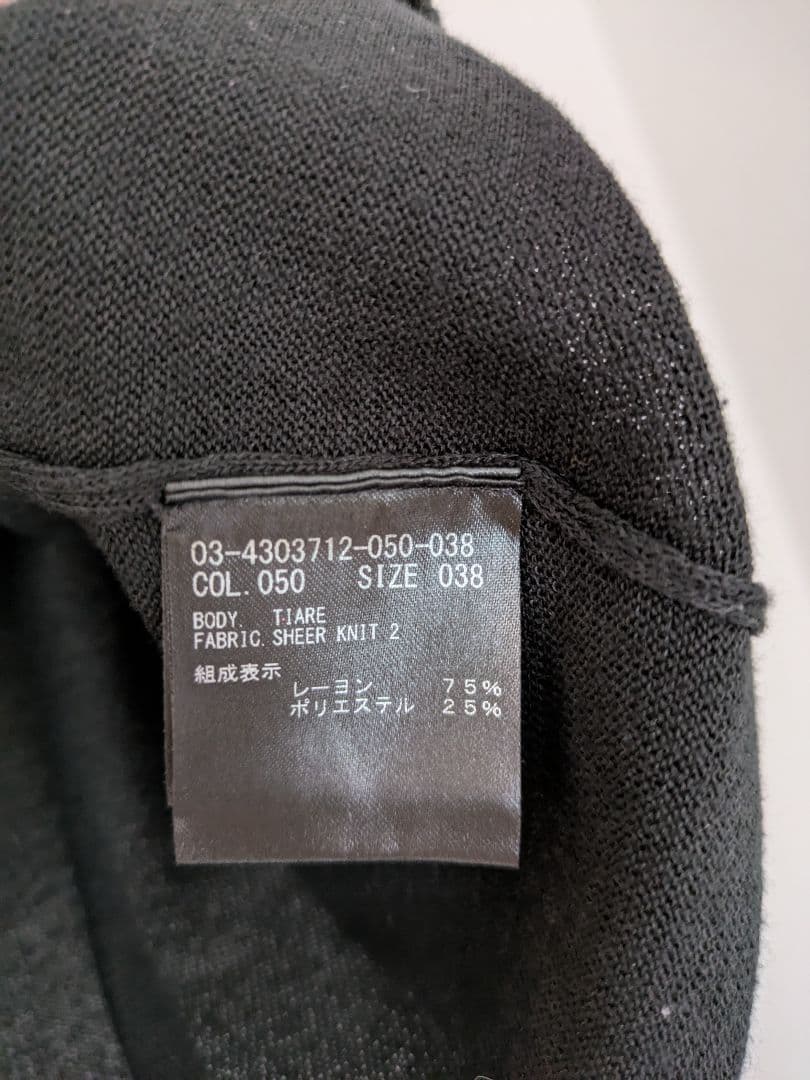 03-4303712-050-038
COL.050 SIZE 038
BODY. TIARE
FABRIC.SHEER KNIT 2
組成表示
レーヨン 75%
ポリエステル 25%